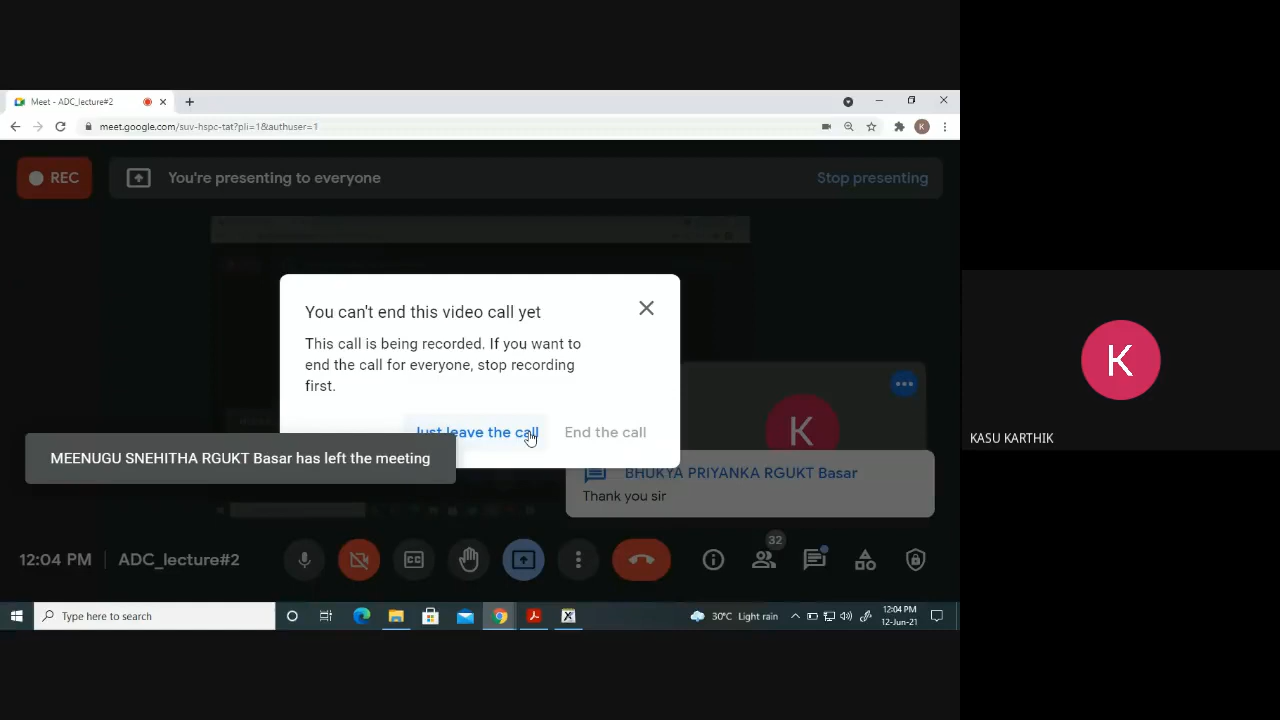 Meet - ADC_lecture#2
meet.google.com/suv-hspc-tat?pli=1&authuser=1
K
REC
You're presenting to everyone
Stop presenting
You can't end this video call yet
This call is being recorded. If you want to
end the call for everyone, stop recording
first.
Just leave the call
End the call
K
K
KASU KARTHIK
MEENUGU SNEHITHA RGUKT Basar has left the meeting
BHUKYA PRIYANKA RGUKT Basar
Thank you sir
12:04 PM
ADC_lecture#2
CC
32
Type here to search
30°C Light rain
12:04 PM
12-Jun-21